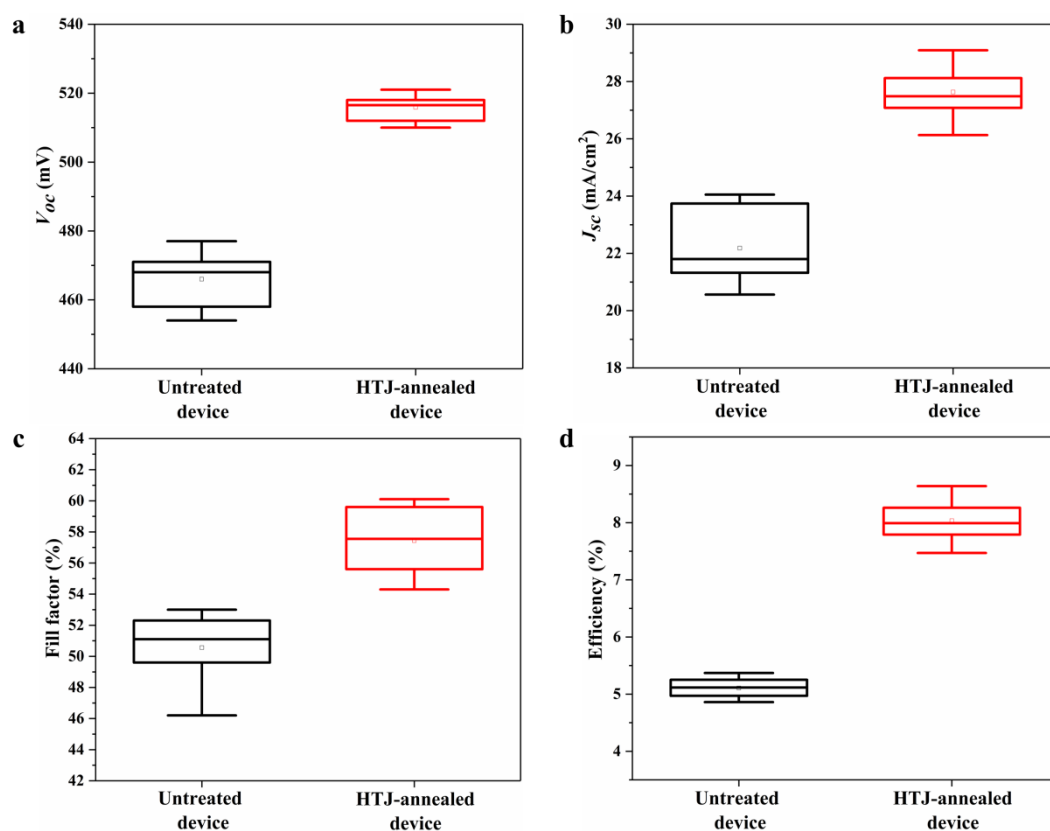 a
540
520
500
480
460
440
V_oc (mV)
Untreated device
HTJ-annealed device
b
30
28
26
24
22
20
18
J_sc (mA/cm²)
Untreated device
HTJ-annealed device
c
64
62
60
58
56
54
52
50
48
46
44
42
Fill factor (%)
Untreated device
HTJ-annealed device
d
9
8
7
6
5
4
Efficiency (%)
Untreated device
HTJ-annealed device